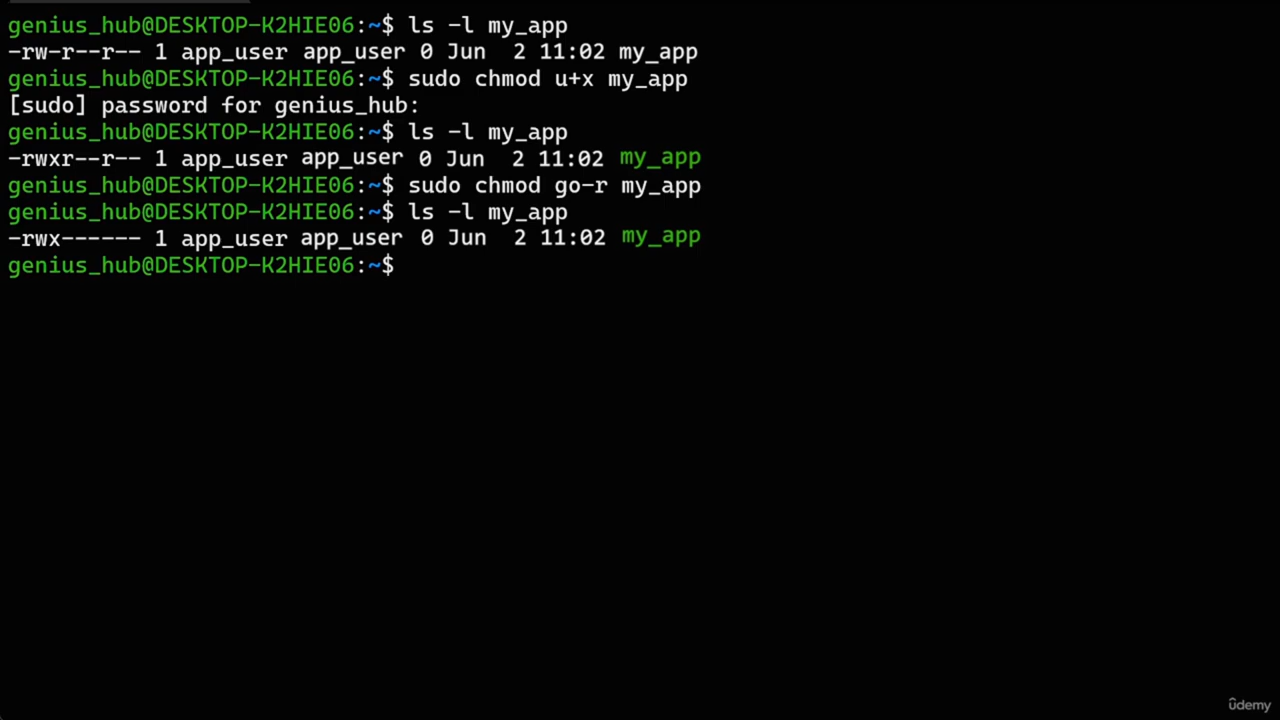 genius_hub@DESKTOP-K2HIE06:~$ ls -l my_app
-rw-r--r-- 1 app_user app_user 0 Jun  2 11:02 my_app
genius_hub@DESKTOP-K2HIE06:~$ sudo chmod u+x my_app
[sudo] password for genius_hub:
genius_hub@DESKTOP-K2HIE06:~$ ls -l my_app
-rwxr--r-- 1 app_user app_user 0 Jun  2 11:02 my_app
genius_hub@DESKTOP-K2HIE06:~$ sudo chmod go-r my_app
genius_hub@DESKTOP-K2HIE06:~$ ls -l my_app
-rwx------ 1 app_user app_user 0 Jun  2 11:02 my_app
genius_hub@DESKTOP-K2HIE06:~$
udemy